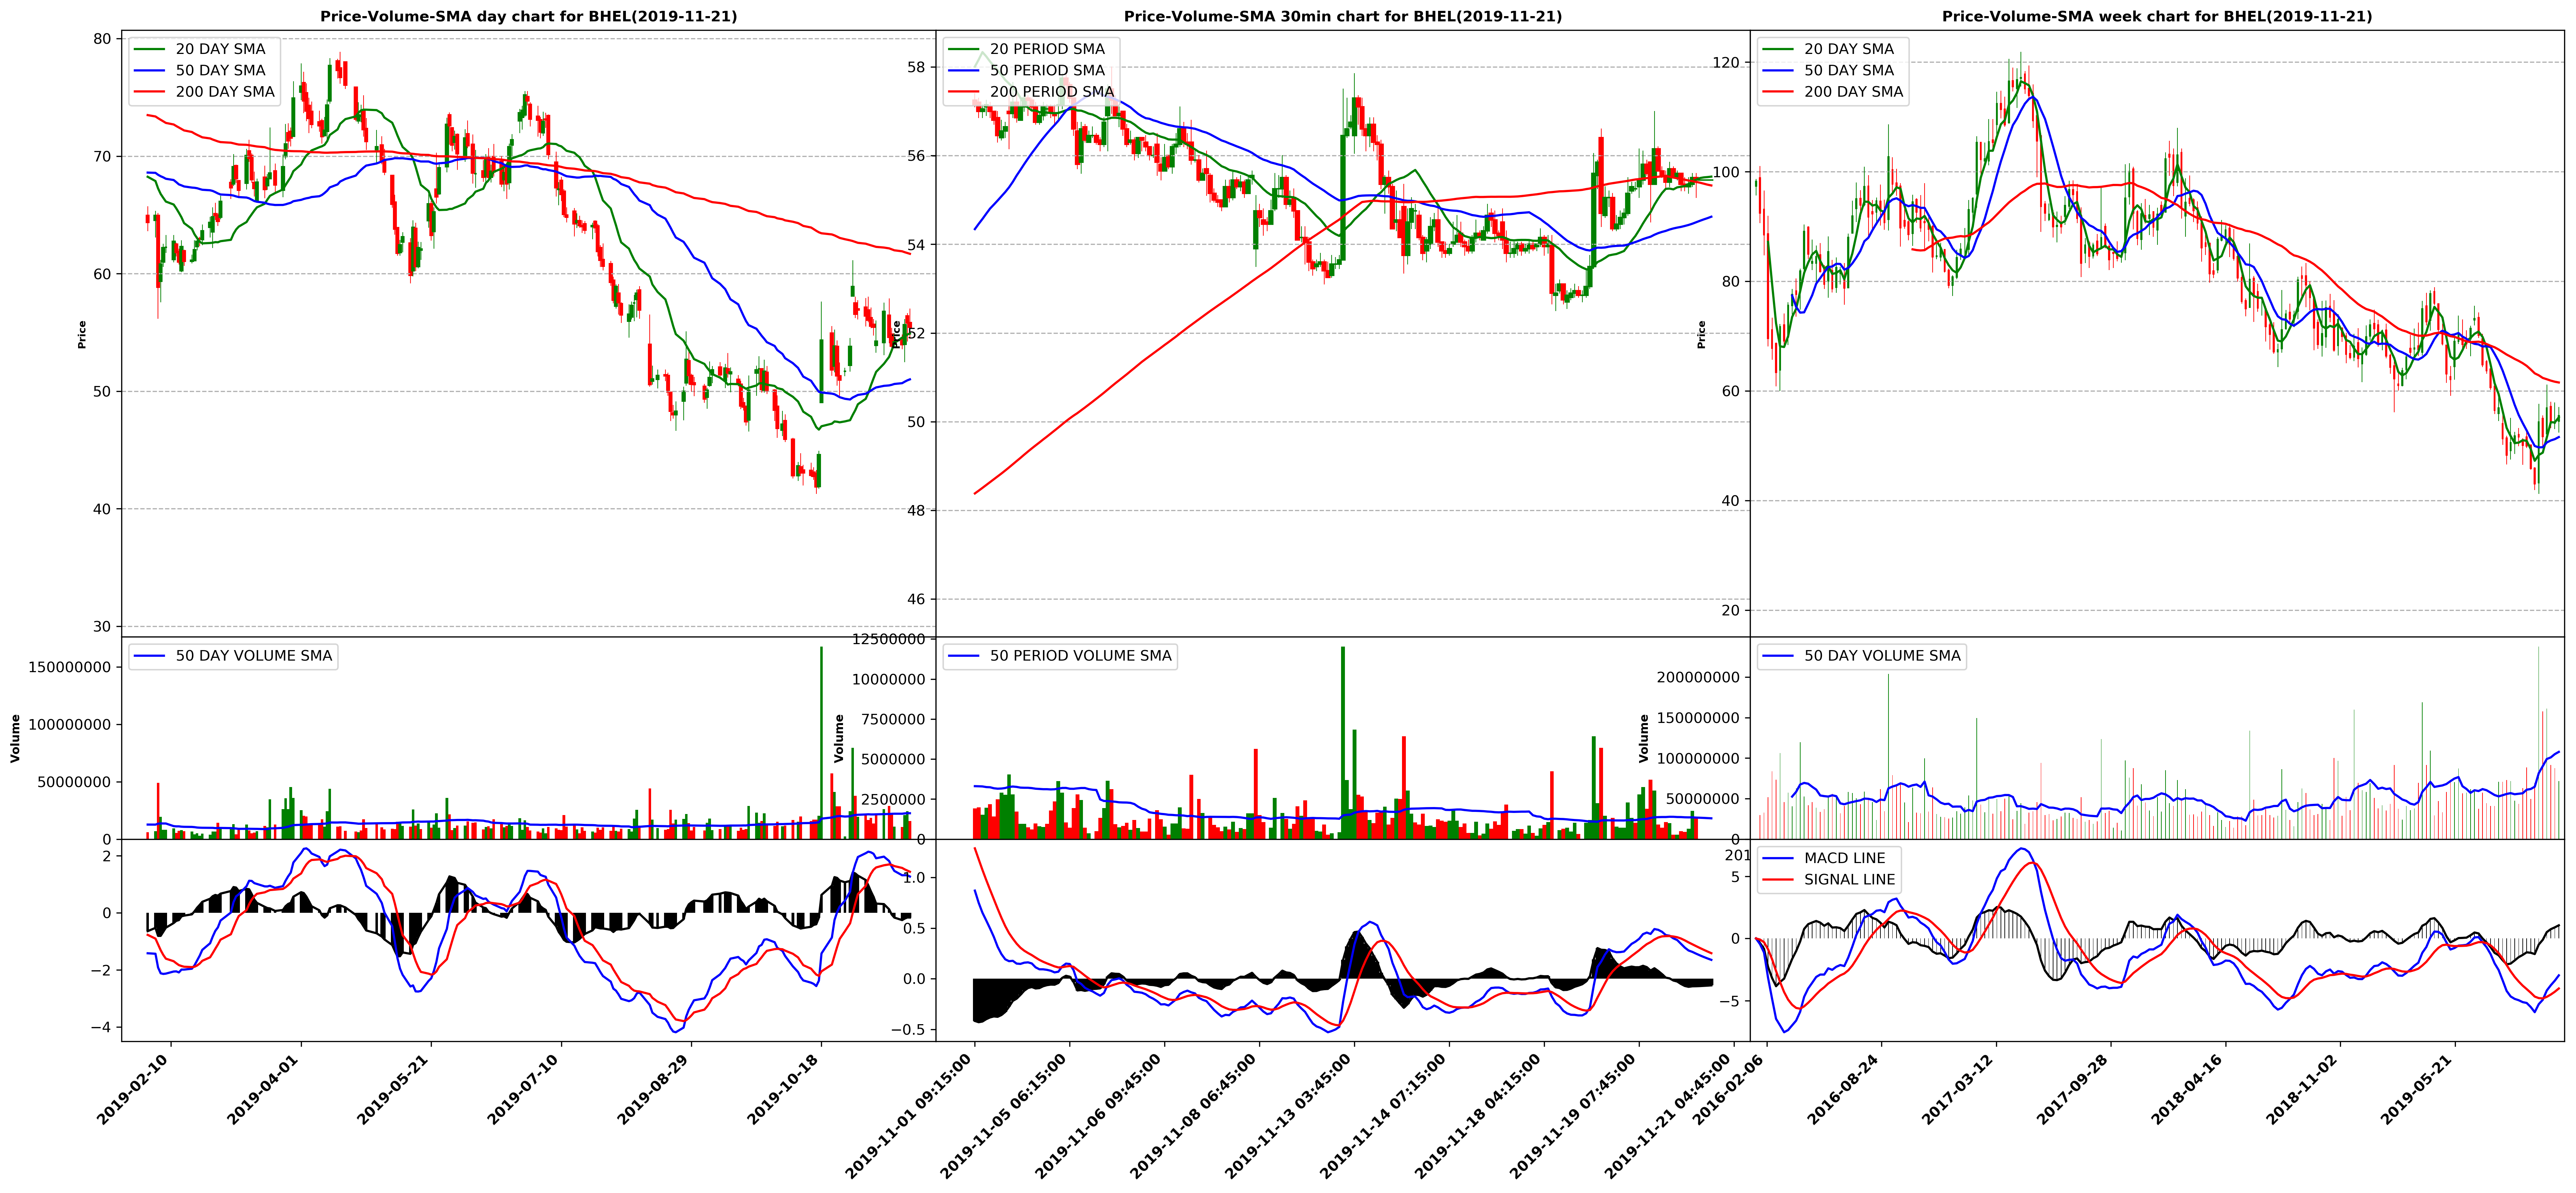 Price-Volume-SMA day chart for BHEL(2019-11-21)
20 DAY SMA
50 DAY SMA
200 DAY SMA
80
70
60
50
40
30
Price
50 DAY VOLUME SMA
150000000
100000000
50000000
0
Volume
2
0
−2
−4
2019-02-10
2019-04-01
2019-05-21
2019-07-10
2019-08-29
2019-10-18
Price-Volume-SMA 30min chart for BHEL(2019-11-21)
20 PERIOD SMA
50 PERIOD SMA
200 PERIOD SMA
58
56
54
52
50
48
46
Price
50 PERIOD VOLUME SMA
12500000
10000000
7500000
5000000
2500000
0
Volume
1.0
0.5
0.0
−0.5
2019-11-01 09:15:00
2019-11-05 06:15:00
2019-11-06 09:45:00
2019-11-08 06:45:00
2019-11-13 03:45:00
2019-11-14 07:15:00
2019-11-18 04:15:00
2019-11-19 07:45:00
2019-11-21 04:45:00
Price-Volume-SMA week chart for BHEL(2019-11-21)
20 DAY SMA
50 DAY SMA
200 DAY SMA
120
100
80
60
40
20
Price
50 DAY VOLUME SMA
200000000
150000000
100000000
50000000
0
Volume
MACD LINE
SIGNAL LINE
201
5
0
−5
2016-02-06
2016-08-24
2017-03-12
2017-09-28
2018-04-16
2018-11-02
2019-05-21